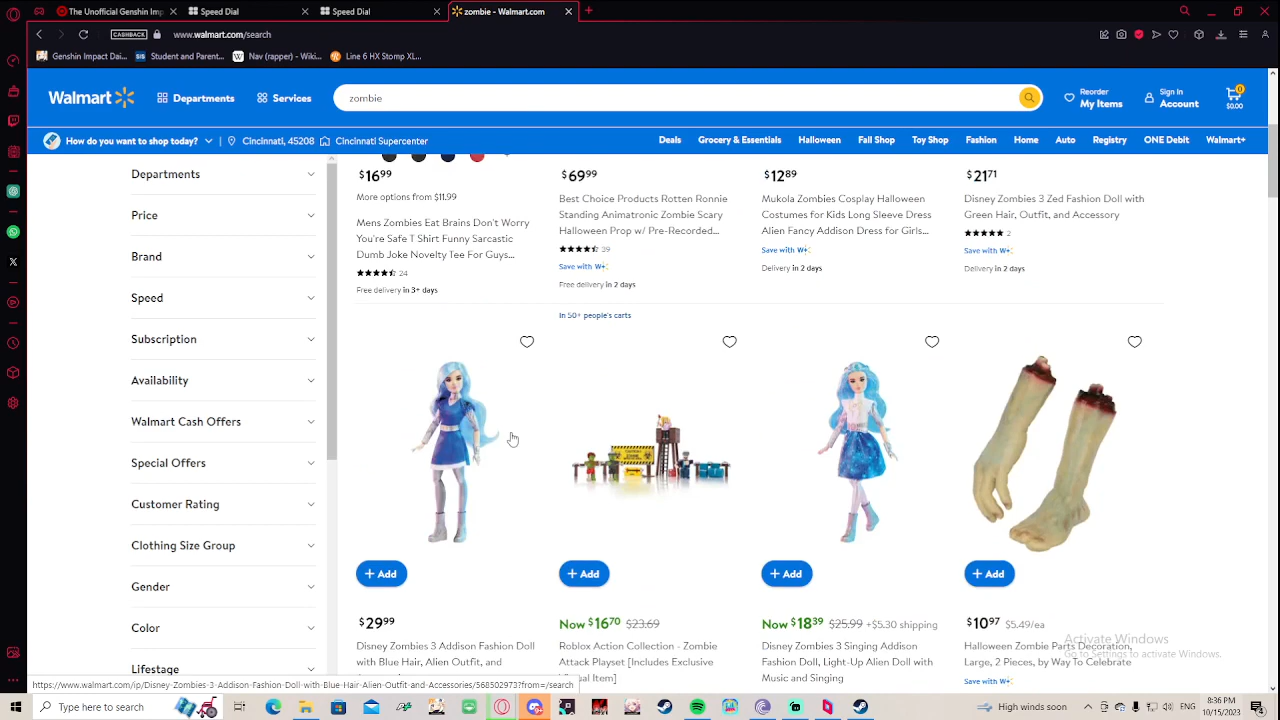 The Unofficial Genshin Imp
Speed Dial
Speed Dial
zombie - Walmart.com
CASHBACK
www.walmart.com/search
Genshin Impact Dai...
SIS
Student and Parent...
W
Nav (rapper) - Wiki...
Line 6 HX Stomp XL...
Walmart
Departments
Services
zombie
Reorder
My Items
Sign In
Account
0
$0.00
How do you want to shop today?
Cincinnati, 45208
Cincinnati Supercenter
Deals
Grocery & Essentials
Halloween
Fall Shop
Toy Shop
Fashion
Home
Auto
Registry
ONE Debit
Walmart+
Departments
Price
Brand
Speed
Subscription
Availability
Walmart Cash Offers
Special Offers
Customer Rating
Clothing Size Group
Gender
Color
Lifestage
$16 99
More options from $11.99
Mens Zombies Eat Brains Don't Worry
You're Safe T Shirt Funny Sarcastic
Dumb Joke Novelty Tee For Guys...
24
Free delivery in 3+ days
$69 99
Best Choice Products Rotten Ronnie
Standing Animatronic Zombie Scary
Halloween Prop w/ Pre-Recorded...
39
Save with W+
Free delivery in 2 days
$12 89
Mukola Zombies Cosplay Halloween
Costumes for Kids Long Sleeve Dress
Alien Fancy Addison Dress for Girls...
Save with W+
Delivery in 2 days
$21 71
Disney Zombies 3 Zed Fashion Doll with
Green Hair, Outfit, and Accessory
2
Save with W+
Delivery in 2 days
In 50+ people's carts
+ Add
+ Add
+ Add
+ Add
$29 99
Disney Zombies 3 Addison Fashion Doll
with Blue Hair, Alien Outfit, and
Now $16 70 $23.69
Roblox Action Collection - Zombie
Attack Playset [Includes Exclusive
Now $18 39 $25.99 +$5.30 shipping
Disney Zombies 3 Singing Addison
Fashion Doll, Light-Up Alien Doll with
Music and Singing
$10 97 $5.49/ea
Halloween Zombie Parts Decoration,
Large, 2 Pieces, by Way To Celebrate
Save with W+
Activate Windows
Go to Settings to activate Windows.
https://www.walmart.com/ip/Disney-Zombies-3-Addison-Fashion-Doll-with-Blue-Hair-Alien-Outfit-and-Accessories/568502973?from=/search
ual Item]
Type here to search
High winds soon
8:36 PM
10/15/2023